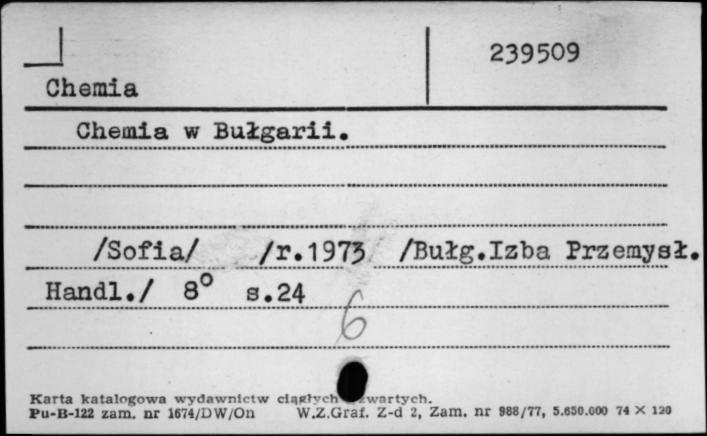 239509
Chemia
Chemia w Bułgarii.
/Sofia/ /r.1973 /Bułg.Izba Przemysł.
Handl./ 8° s.24
6
Karta katalogowa wydawnictw ciągłych zwartych.
Pu-B-122 zam. nr 1674/DW/On W.Z.Graf. Z-d 2, Zam. nr 988/77, 5.650.000 74 × 120